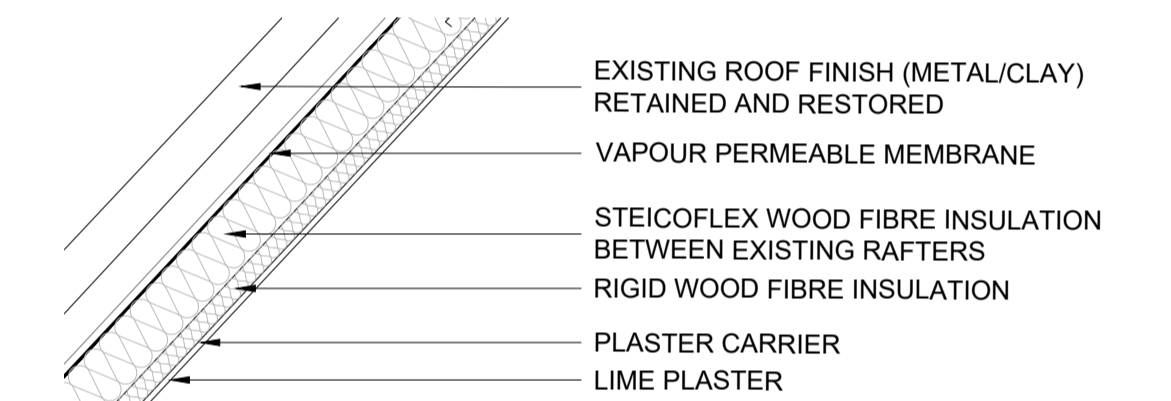 EXISTING ROOF FINISH (METAL/CLAY)
RETAINED AND RESTORED
VAPOUR PERMEABLE MEMBRANE
STEICOFLEX WOOD FIBRE INSULATION
BETWEEN EXISTING RAFTERS
RIGID WOOD FIBRE INSULATION
PLASTER CARRIER
LIME PLASTER